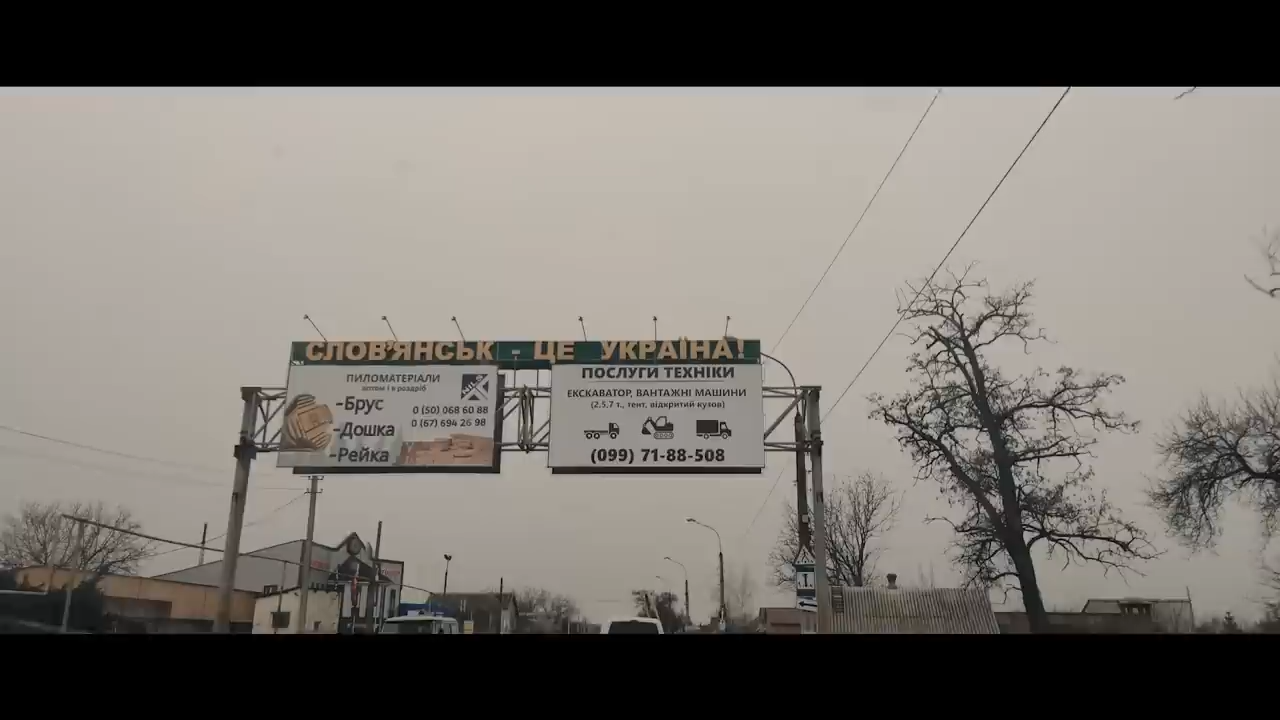 СЛОВ'ЯНСЬК - ЦЕ УКРАЇНА!
ПИЛОМАТЕРІАЛИ
оптом і в роздріб
-Брус
-Дошка
-Рейка
0 (50) 068 60 88
0 (67) 694 26 98
ПОСЛУГИ ТЕХНІКИ
ЕКСКАВАТОР, ВАНТАЖНІ МАШИНИ
(2,5,7 т., тент, відкритий кузов)
(099) 71-88-508